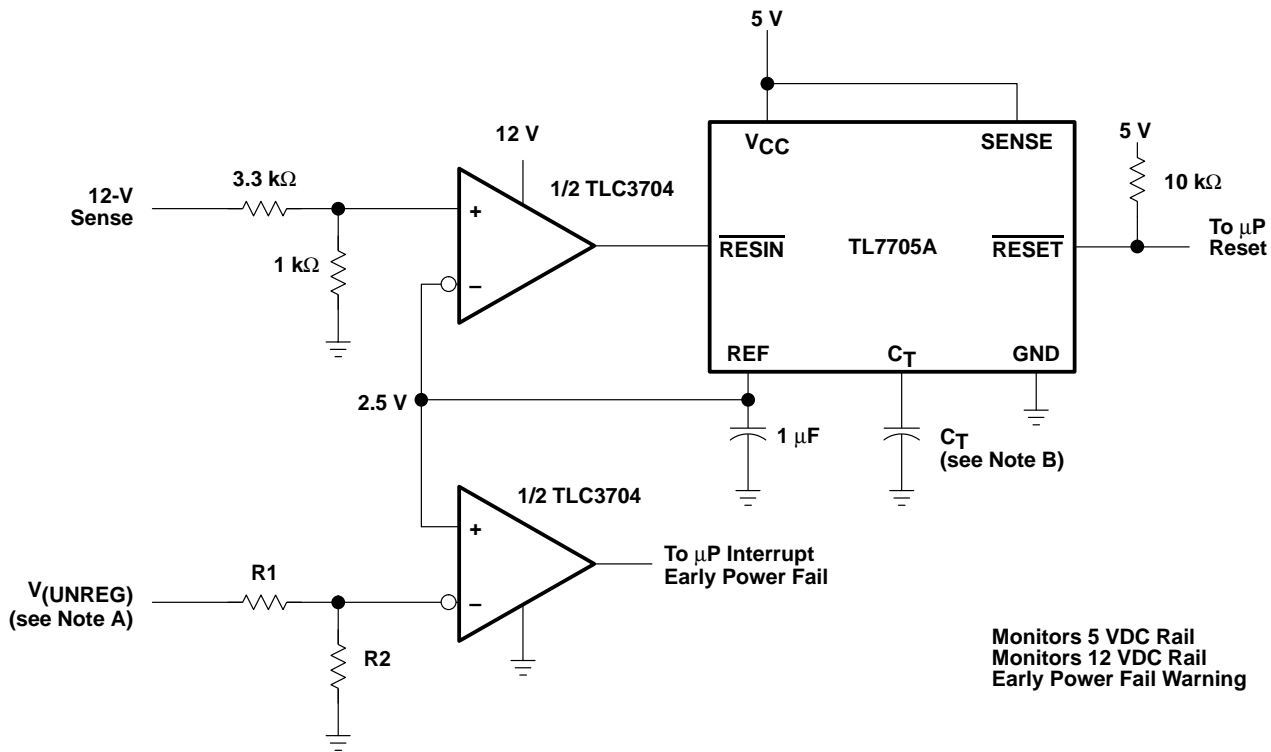 5 V
VCC
SENSE
12 V
5 V
3.3 kΩ
1/2 TLC3704
10 kΩ
12-V
Sense
+
1 kΩ
RESIN
TL7705A
RESET
To μP
Reset
–
REF
CT
GND
2.5 V
1 μF
CT
(see Note B)
1/2 TLC3704
+
To μP Interrupt
Early Power Fail
V(UNREG)
(see Note A)
R1
–
R2
Monitors 5 VDC Rail
Monitors 12 VDC Rail
Early Power Fail Warning